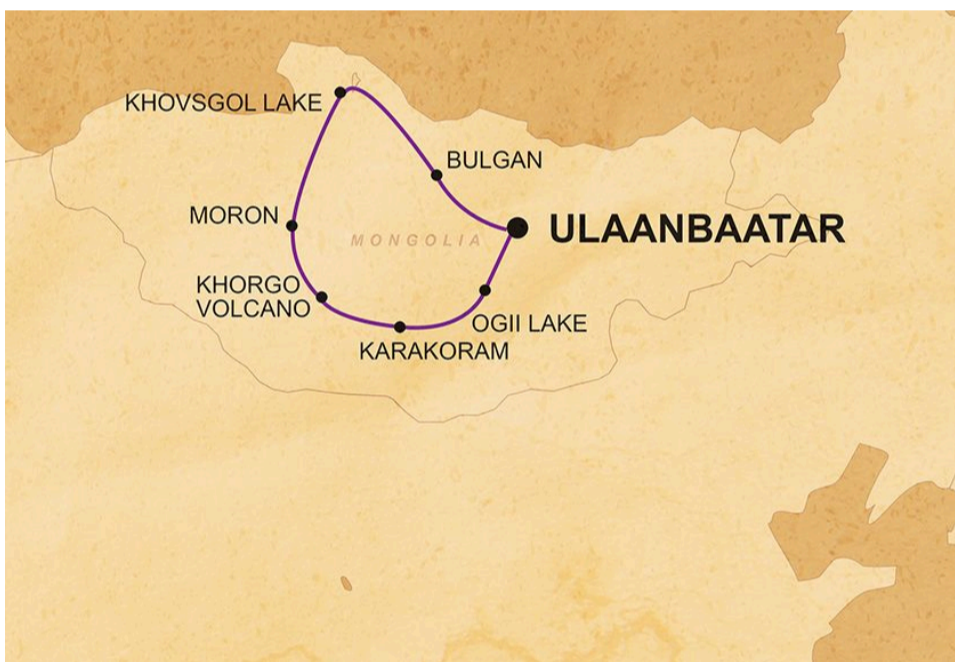 KHOVSGOL LAKE
BULGAN
MORON
MONGOLIA
ULAANBAATAR
KHORGO
VOLCANO
OGII LAKE
KARAKORAM